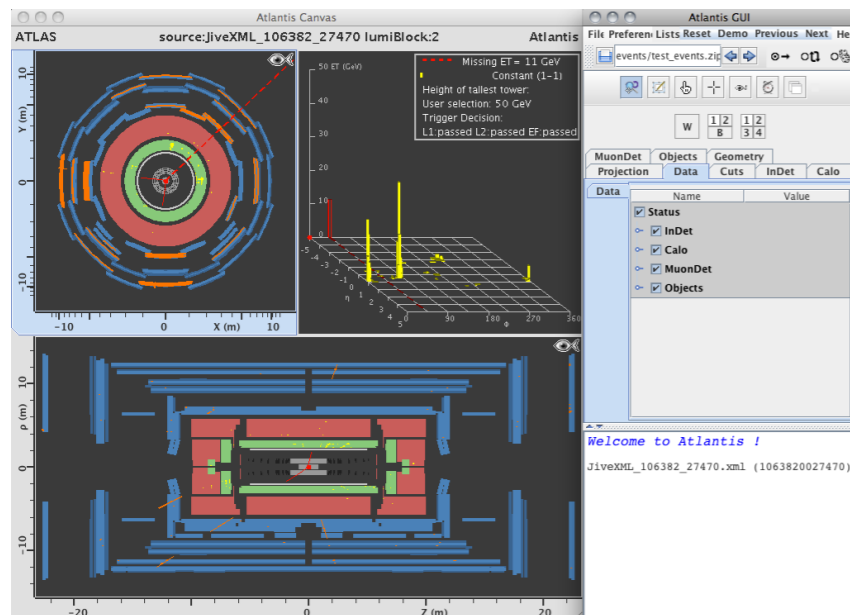 Atlantis Canvas
ATLAS source:JiveXML_106382_27470 lumiBlock:2 Atlantis
10
0
-10
Y (m)
-10 0 X (m) 10
50 ET (GeV)
40
30
20
10
0
-5
-4
-3
-2
-1
0
1
2
3
4
5
η
0 90 180 Φ 270 360
Missing ET = 11 GeV
Constant (1-1)
Height of tallest tower:
User selection: 50 GeV
Trigger Decision:
L1:passed L2:passed EF:passed
10
0
-10
ρ (m)
-20 0 Z (m) 20
Atlantis GUI
File Preferen Lists Reset Demo Previous Next He
events/test_events.zip
W 1 2 B 1 2 3 4
MuonDet Objects Geometry
Projection Data Cuts InDet Calo
Data
Name Value
Status
InDet
Calo
MuonDet
Objects
Welcome to Atlantis !
JiveXML_106382_27470.xml (1063820027470)